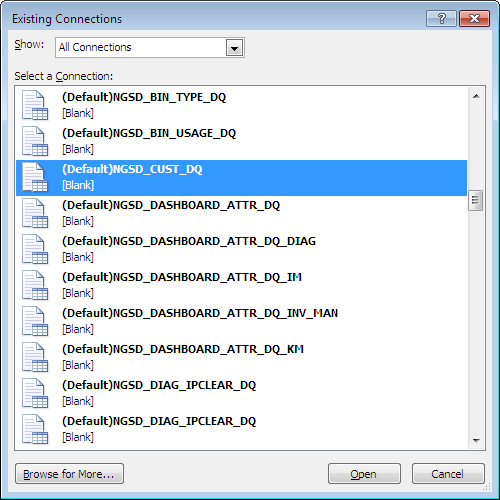 Existing Connections
Show: All Connections
Select a Connection:
(Default)NGSD_BIN_TYPE_DQ
[Blank]
(Default)NGSD_BIN_USAGE_DQ
[Blank]
(Default)NGSD_CUST_DQ
[Blank]
(Default)NGSD_DASHBOARD_ATTR_DQ
[Blank]
(Default)NGSD_DASHBOARD_ATTR_DQ_DIAG
[Blank]
(Default)NGSD_DASHBOARD_ATTR_DQ_IM
[Blank]
(Default)NGSD_DASHBOARD_ATTR_DQ_INV_MAN
[Blank]
(Default)NGSD_DASHBOARD_ATTR_DQ_KM
[Blank]
(Default)NGSD_DIAG_IPCLEAR_DQ
[Blank]
(Default)NGSD_DIAG_IPCLEAR_DQ
[Blank]
Browse for More... Open Cancel